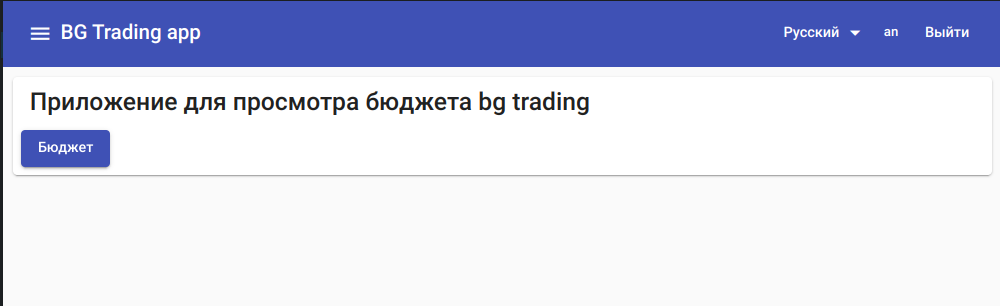 BG Trading app
Русский
an
Выйти
Приложение для просмотра бюджета bg trading
Бюджет